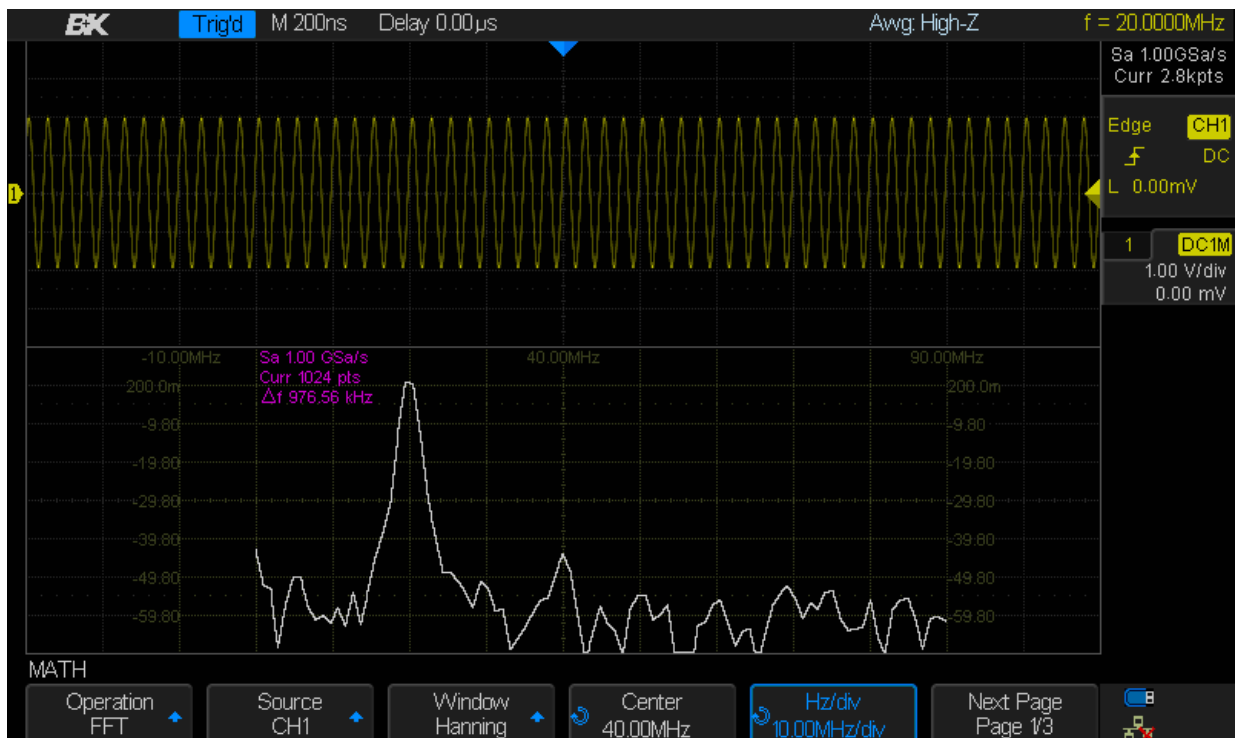 BK Trig'd M 200ns Delay 0.00µs Awg: High-Z f = 20.0000MHz
Sa 1.00GSa/s
Curr 2.8kpts
Edge CH1
DC
L 0.00mV
1
1 DC1M
1.00 V/div
0.00 mV
-10.00MHz 40.00MHz 90.00MHz
Sa 1.00 GSa/s
Curr 1024 pts
Δf 976.56 kHz
200.0m 200.0m
-9.80 -9.80
-19.80 -19.80
-29.80 -29.80
-39.80 -39.80
-49.80 -49.80
-59.80 -59.80
MATH
Operation Source Window Center Hz/div Next Page
FFT CH1 Hanning 40.00MHz 10.00MHz/div Page 1/3